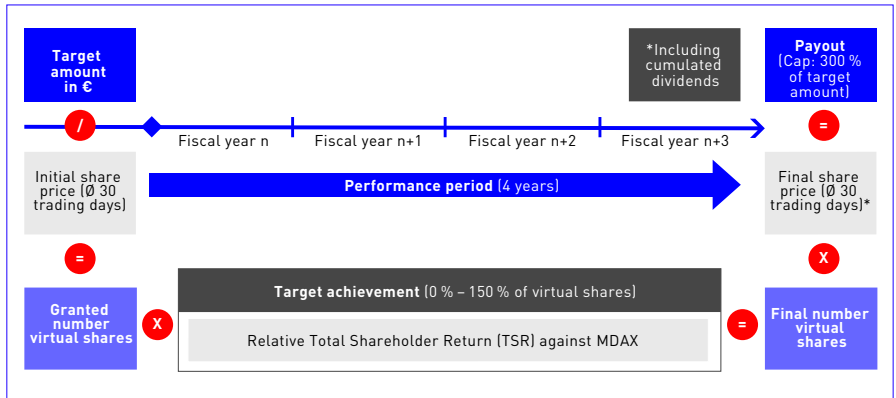 Target
amount
in €
*Including
cumulated
dividends
Payout
(Cap: 300 %
of target
amount)
/
=
Fiscal year n
Fiscal year n+1
Fiscal year n+2
Fiscal year n+3
Initial share
price (Ø 30
trading days)
Performance period (4 years)
Final share
price (Ø 30
trading days)*
=
X
Granted
number
virtual shares
X
Target achievement (0 % – 150 % of virtual shares)
Relative Total Shareholder Return (TSR) against MDAX
=
Final number
virtual
shares